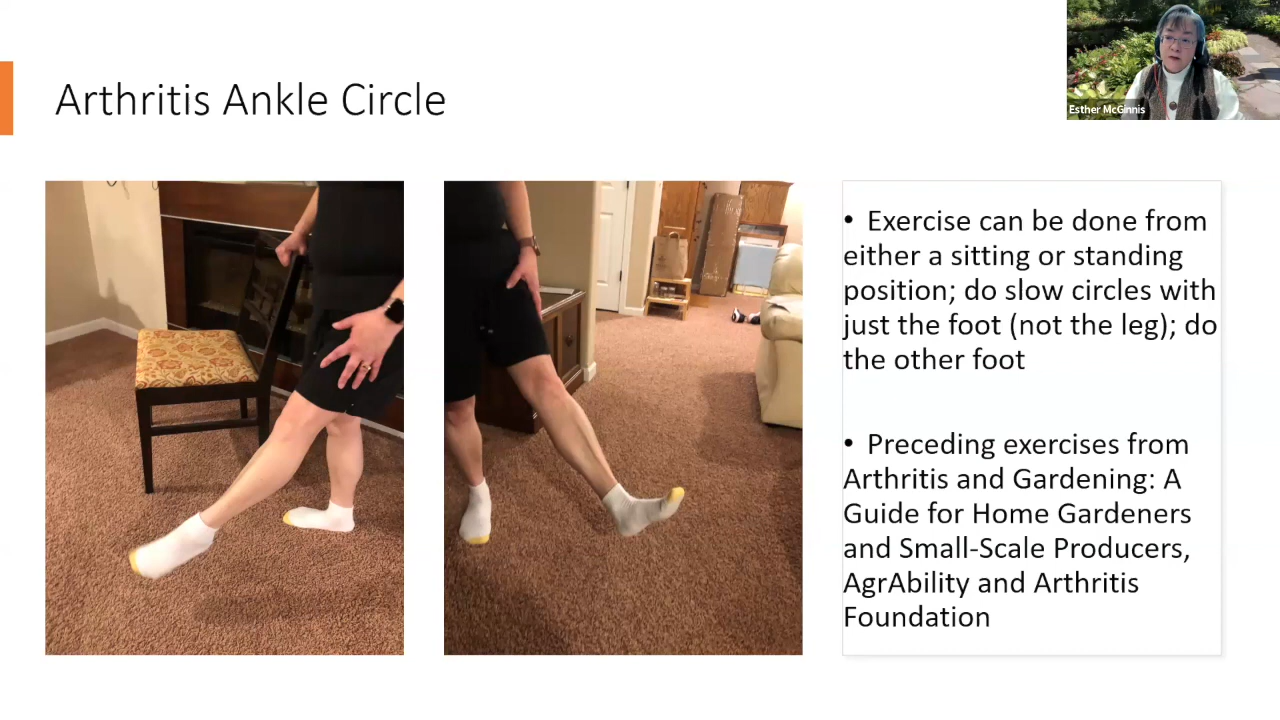 Esther McGinnis
Arthritis Ankle Circle
• Exercise can be done from
either a sitting or standing
position; do slow circles with
just the foot (not the leg); do
the other foot
• Preceding exercises from
Arthritis and Gardening: A
Guide for Home Gardeners
and Small-Scale Producers,
AgrAbility and Arthritis
Foundation